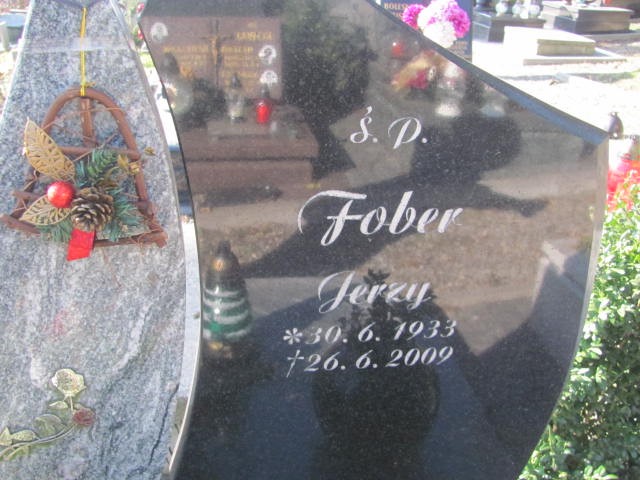 Ś. P.
Fober
Jerzy
*30. 6. 1933
†26. 6. 2009